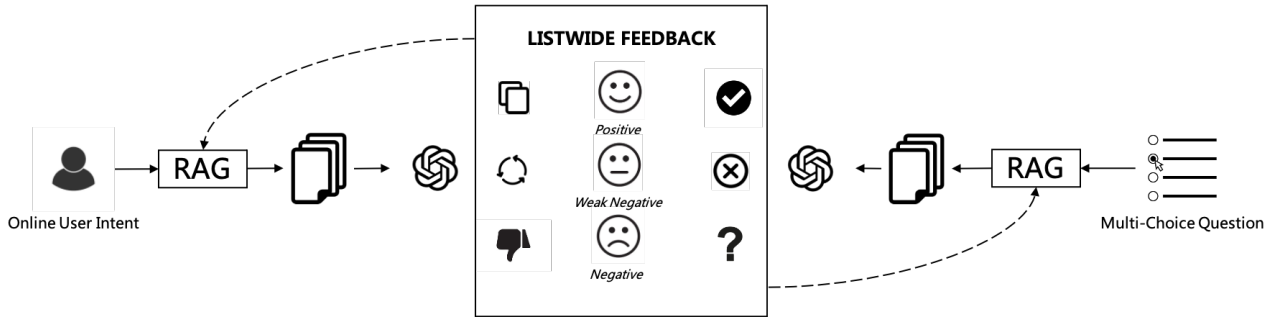 LISTWIDE FEEDBACK
Positive
RAG
RAG
Weak Negative
Online User Intent
Multi-Choice Question
?
Negative